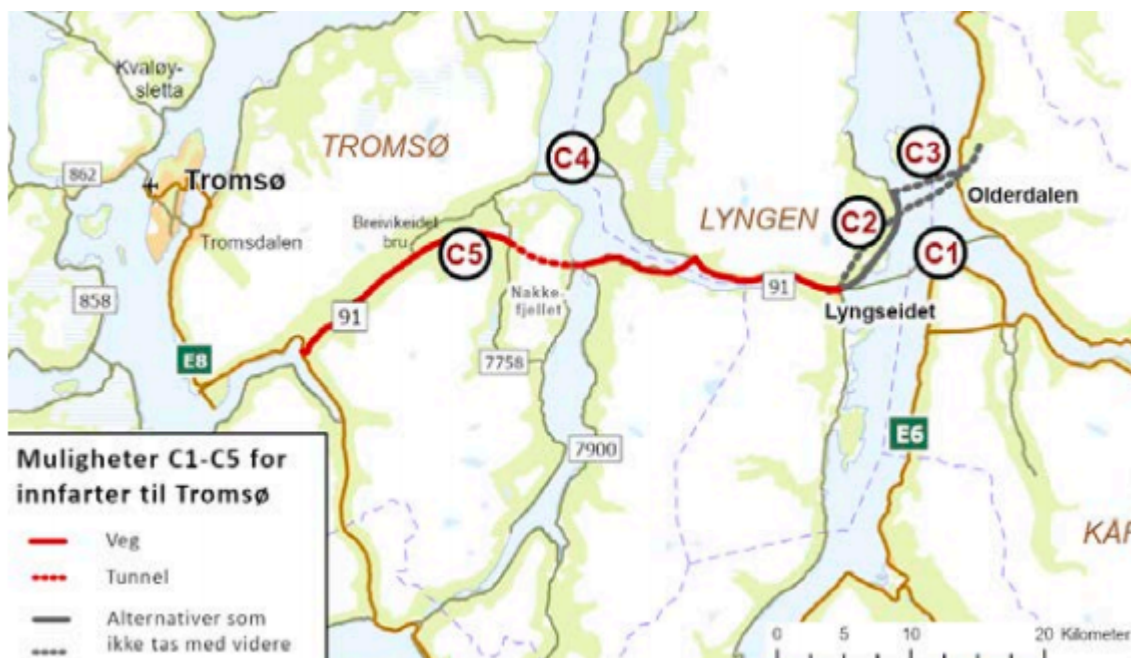 Kvaløy-
sletta
TROMSØ
862
Tromsø
Tromsdalen
Breivikeidet
bru
C4
C3
Olderdalen
LYNGEN
C2
C1
C5
858
91
Nakke-
fjellet
91
Lyngseidet
E8
7758
7900
E6
KÅF
Muligheter C1-C5 for
innfarter til Tromsø
Veg
Tunnel
Alternativer som
ikke tas med videre
0 5 10 20 Kilometer